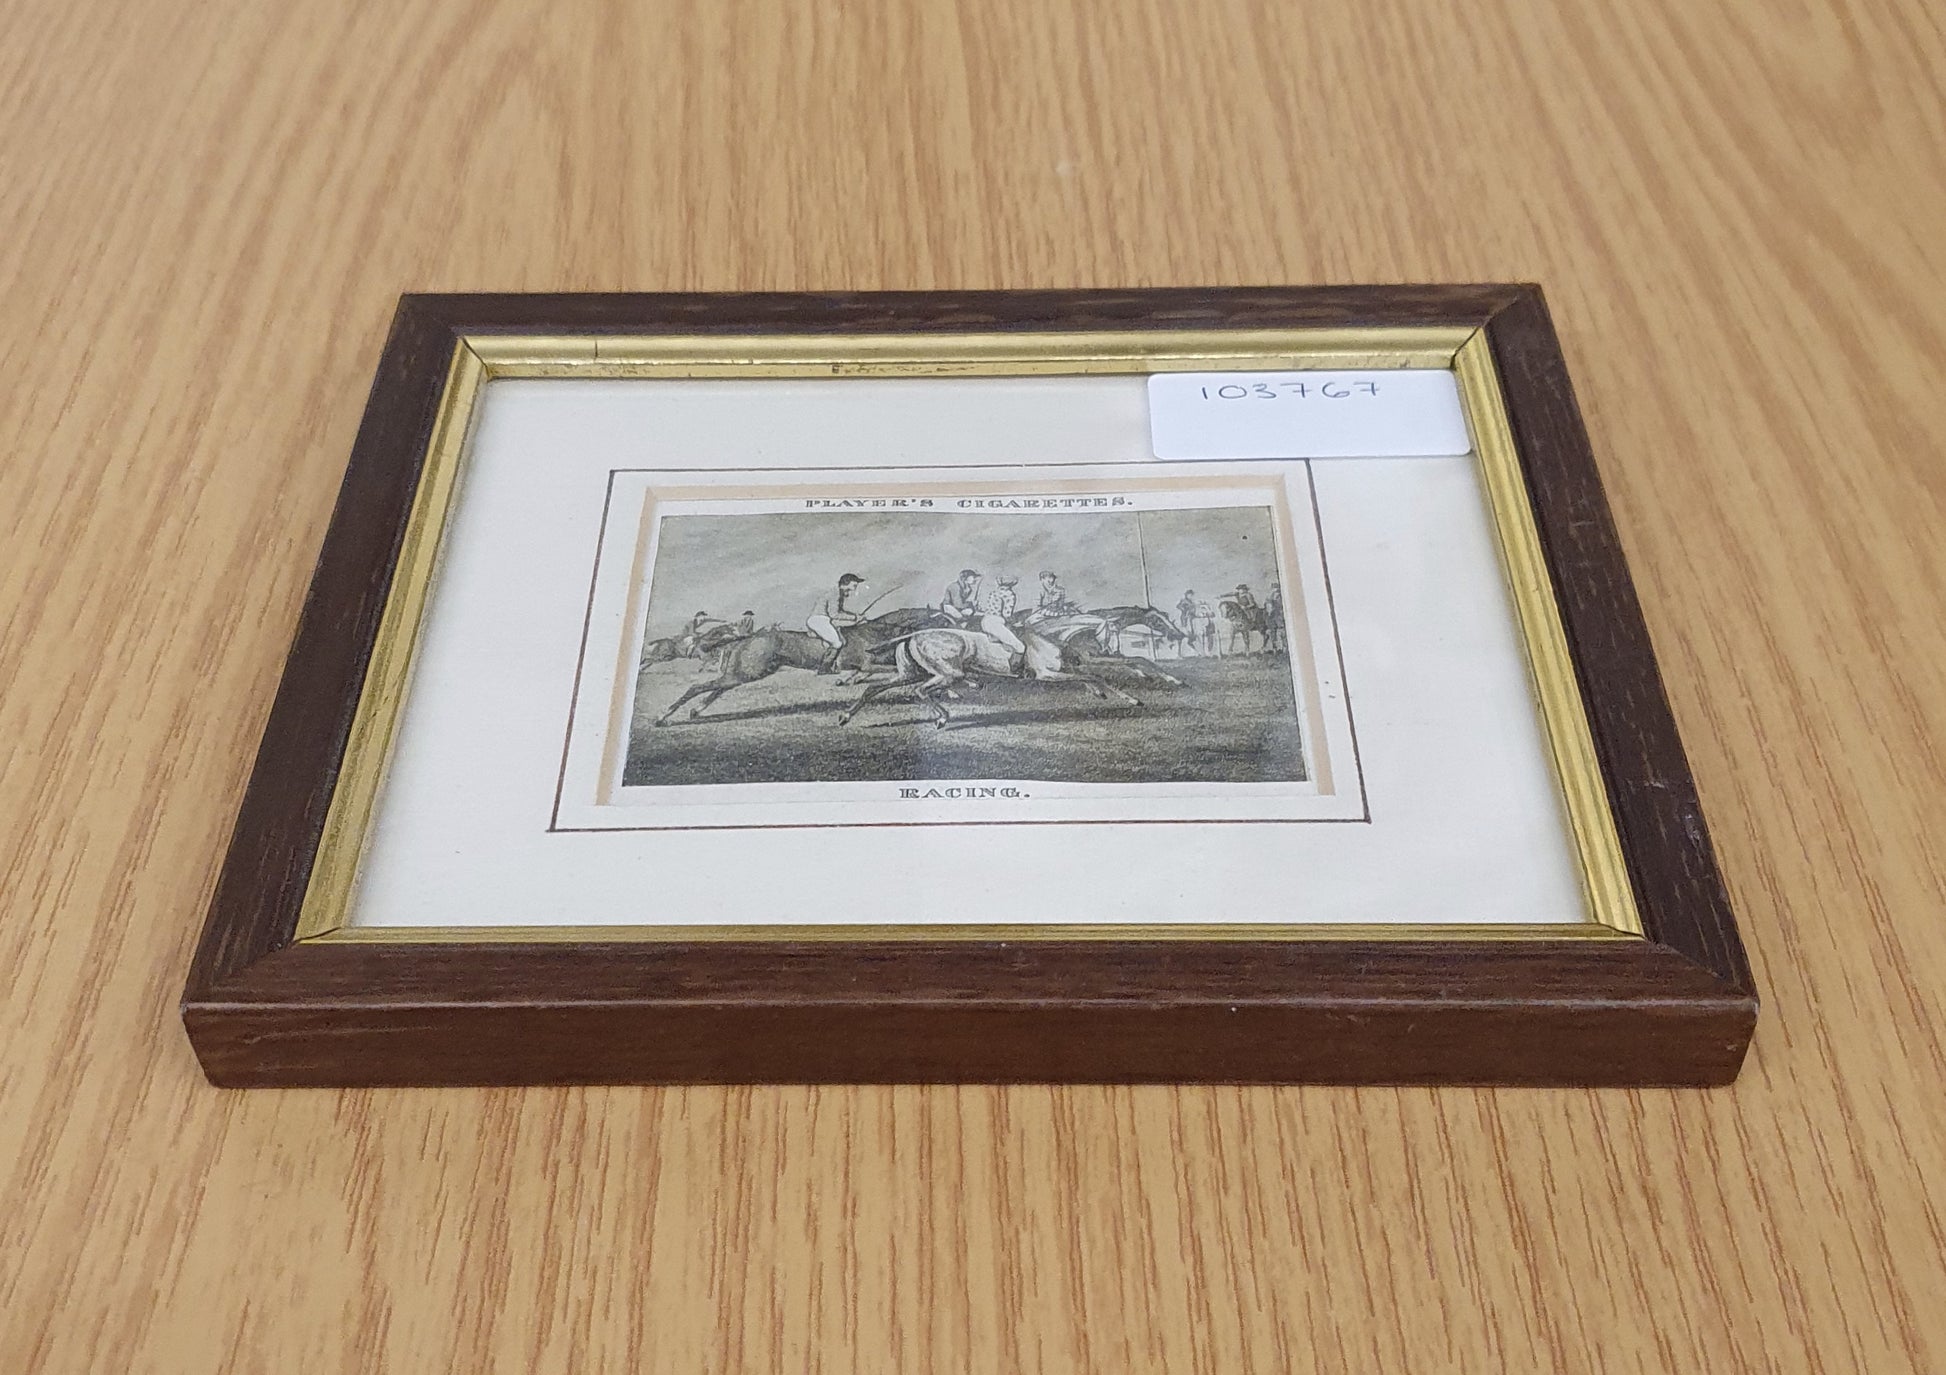 103767
PLAYER'S CIGARETTES.
RACING.